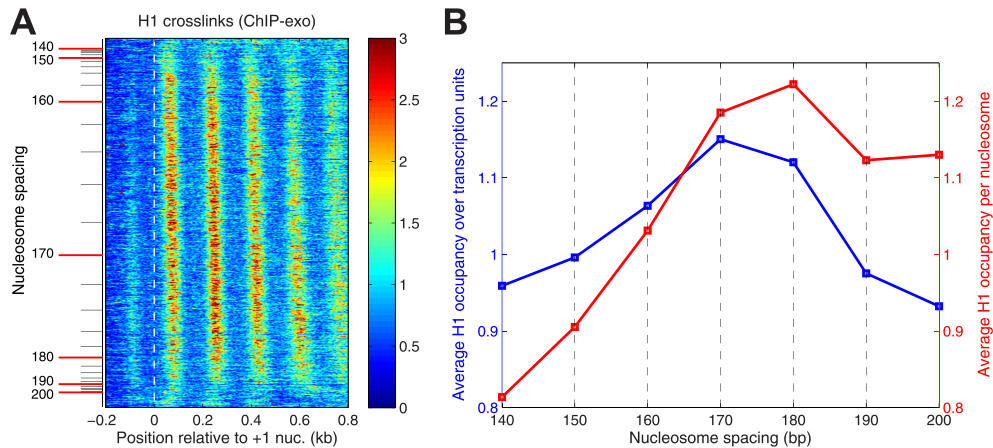 A
H1 crosslinks (ChIP-exo)
Nucleosome spacing
140
150
160
170
180
190
200
−0.2 0 0.2 0.4 0.6 0.8
Position relative to +1 nuc. (kb)
3
2.5
2
1.5
1
0.5
0
B
Average H1 occupancy over transcription units
1.2
1.1
1
0.9
0.8
140 150 160 170 180 190 200
Nucleosome spacing (bp)
1.2
1.1
1
0.9
0.8
Average H1 occupancy per nucleosome